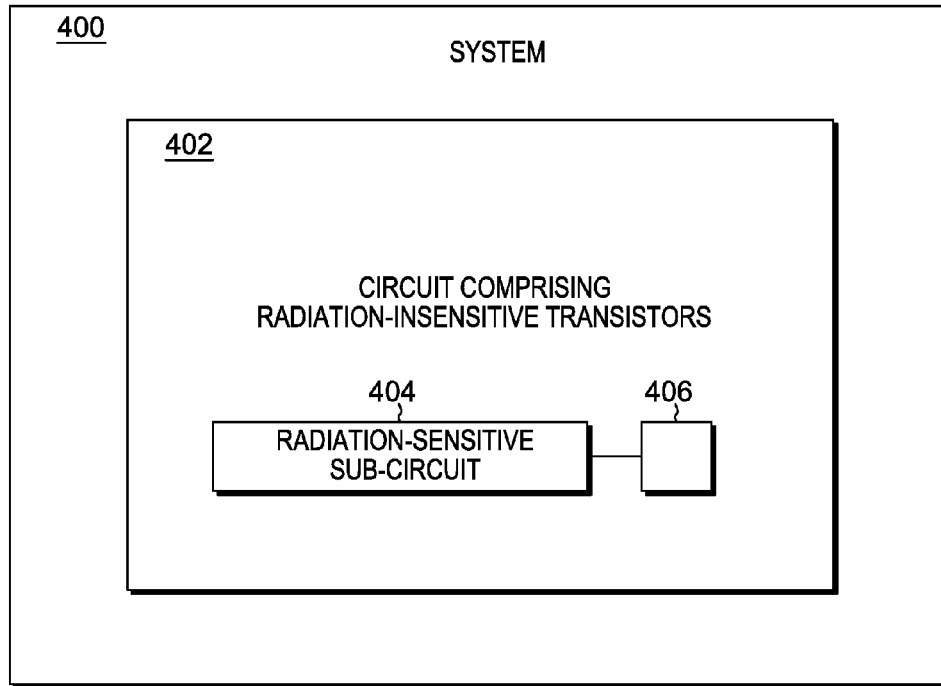 400
SYSTEM
402
CIRCUIT COMPRISING
RADIATION-INSENSITIVE TRANSISTORS
404
406
RADIATION-SENSITIVE
SUB-CIRCUIT